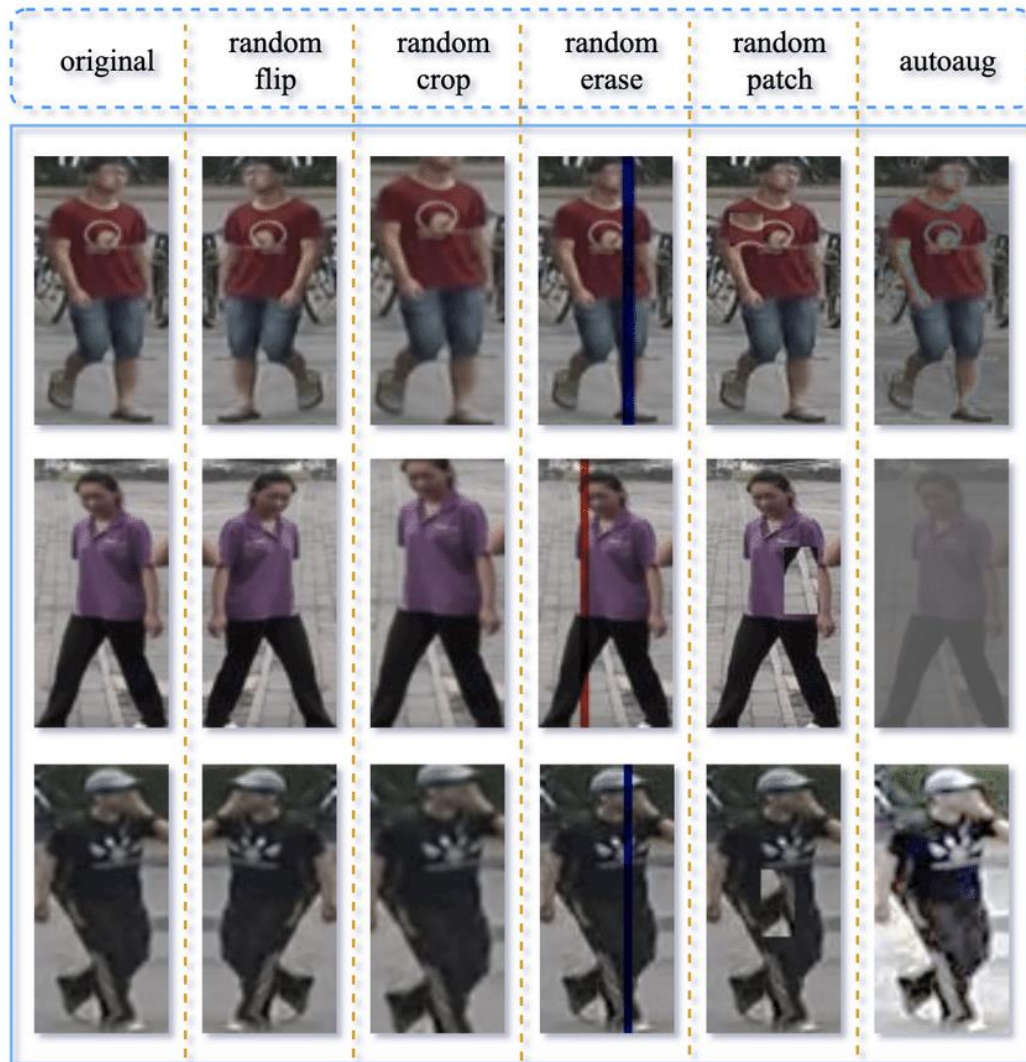 original
random
flip
random
crop
random
erase
random
patch
autoaug